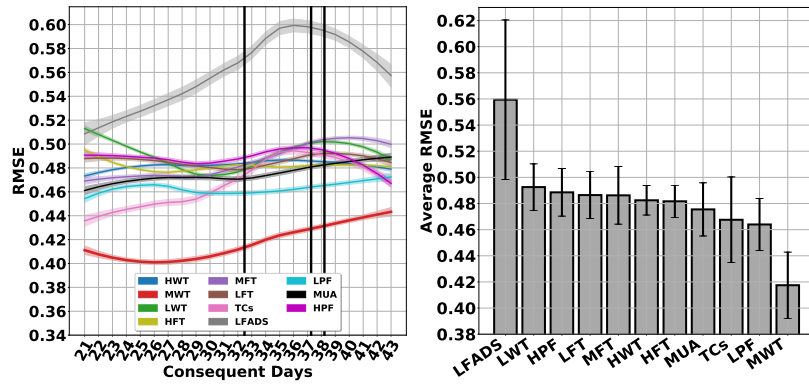 RMSE
0.60
0.58
0.56
0.54
0.52
0.50
0.48
0.46
0.44
0.42
0.40
0.38
0.36
0.34
HWT
MWT
LWT
HFT
MFT
LFT
TCs
LFADS
LPF
MUA
HPF
21 22 23 24 25 26 27 28 29 30 31 32 33 34 35 36 37 38 39 40 41 42 43
Consequent Days
Average RMSE
0.62
0.60
0.58
0.56
0.54
0.52
0.50
0.48
0.46
0.44
0.42
0.40
0.38
LFADS LWT HPF LFT MFT HWT HFT MUA TCs LPF MWT